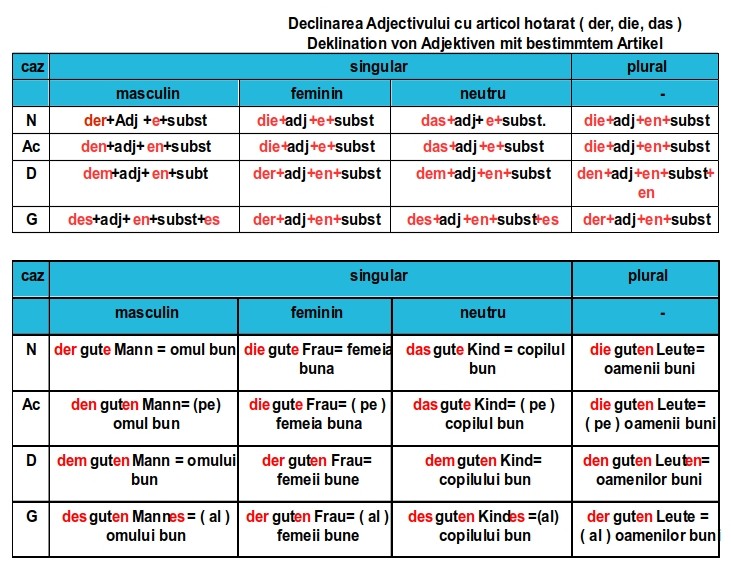 Declinarea Adjectivului cu articol hotarat ( der, die, das )
Deklination von Adjektiven mit bestimmtem Artikel
caz singular plural
masculin feminin neutru -
N der+Adj +e+subst die+adj+e+subst das+adj+ e+subst. die+adj+en+subst
Ac den+adj+ en+subst die+adj+e+subst das+adj +e+subst die+adj+en+subst
D dem+adj+ en+subt der+adj+en+subst dem+adj+en+subst den+adj+en+subst+
en
G des+adj+ en+subst+es der+adj+en+subst des+adj+en+subst+es der+adj+en+subst
caz singular plural
masculin feminin neutru -
N der gute Mann = omul bun die gute Frau= femeia das gute Kind = copilul die guten Leute=
buna bun oamenii buni
Ac den guten Mann= (pe) die gute Frau= ( pe ) das gute Kind= ( pe ) die guten Leute=
omul bun femeia buna copilul bun ( pe ) oamenii buni
D dem guten Mann = omului der guten Frau= dem guten Kind= den guten Leuten=
bun femeii bune copilului bun oamenilor buni
G des guten Mannes = ( al ) der guten Frau= ( al ) des guten Kindes =(al) der guten Leute =
omului bun femeii bune copilului bun ( al ) oamenilor buni